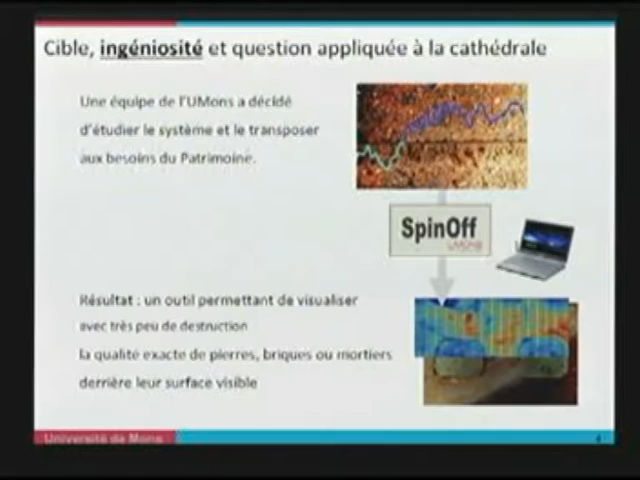 Cible, ingéniosité et question appliquée à la cathédrale
Une équipe de l'UMons a décidé
d'étudier le système et le transposer
aux besoins du Patrimoine.
SpinOff
UMONS
Résultat : un outil permettant de visualiser
avec très peu de destruction
la qualité exacte de pierres, briques ou mortiers
derrière leur surface visible
Université de Mons
4